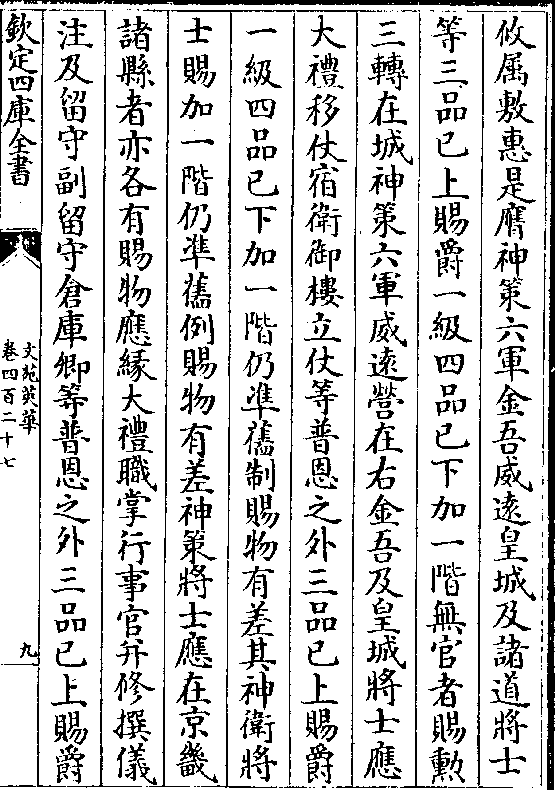 攸属敷惠是膺神策六軍金吾威遠皇城及諸道將士
等三品已上賜爵一級四品已下加一階無官者賜勲
三轉在城神策六軍威遠營在右金吾及皇城將士應
大禮移仗宿衛御樓立仗等普恩之外三品已上賜爵
一級四品已下加一階仍準舊制賜物有差其神衛將
士賜加一階仍準舊例賜物有差神策將士應在京畿
諸縣者亦各有賜物應緣大禮職掌行事官并修撰儀
注及留守副留守倉庫卿等普恩之外三品已上賜爵
欽定四庫全書
文苑英華
卷四百二十七
九